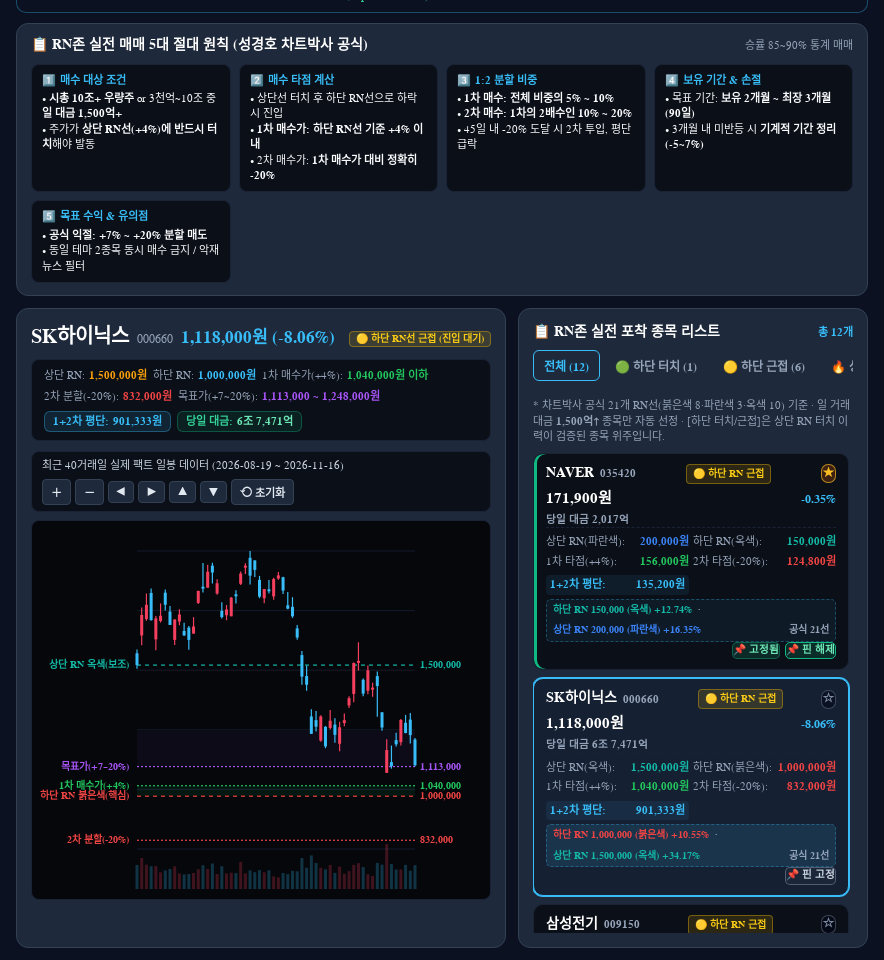 📋 RN존 실전 매매 5대 절대 원칙 (성경호 차트박사 공식)
승률 85~90% 통계 매매
1️⃣ 매수 대상 조건
• 시총 10조+ 우량주 or 3천억~10조 중
일 대금 1,500억+
• 주가가 상단 RN선(+4%)에 반드시 터
치해야 발동
2️⃣ 매수 타점 계산
• 상단선 터치 후 하단 RN선으로 하락
시 진입
• 1차 매수가: 하단 RN선 기준 +4% 이
내
• 2차 매수가: 1차 매수가 대비 정확히
-20%
3️⃣ 1:2 분할 비중
• 1차 매수: 전체 비중의 5% ~ 10%
• 2차 매수: 1차의 2배수인 10% ~ 20%
• 45일 내 -20% 도달 시 2차 투입, 평단
급락
4️⃣ 보유 기간 & 손절
• 목표 기간: 보유 2개월 ~ 최장 3개월
(90일)
• 3개월 내 미반등 시 기계적 기간 정리
(-5~7%)
5️⃣ 목표 수익 & 유의점
• 공식 익절: +7% ~ +20% 분할 매도
• 동일 테마 2종목 동시 매수 금지 / 악재
뉴스 필터
SK하이닉스 000660 1,118,000원 (-8.06%) 🟡 하단 RN선 근접 (진입 대기)
상단 RN: 1,500,000원 하단 RN: 1,000,000원 1차 매수가(+4%): 1,040,000원 이하
2차 분할(-20%): 832,000원 목표가(+7~20%): 1,113,000 ~ 1,248,000원
1+2차 평단: 901,333원 당일 대금: 6조 7,471억
최근 40거래일 실제 팩트 일봉 데이터 (2026-08-19 ~ 2026-11-16)
+ − ◀ ▶ ▲ ▼ ⟲ 초기화
상단 RN 옥색(보조) 1,500,000
목표가(+7~20%) 1,113,000
1차 매수가(+4%) 1,040,000
하단 RN 붉은색(핵심) 1,000,000
2차 분할(-20%) 832,000
📋 RN존 실전 포착 종목 리스트 총 12개
전체 (12) 🟢 하단 터치 (1) 🟡 하단 근접 (6) 🔥
* 차트박사 공식 21개 RN선(붉은색 8·파란색 3·옥색 10) 기준 · 일 거래
대금 1,500억↑ 종목만 자동 선정 · [하단 터치/근접]은 상단 RN 터치 이
력이 검증된 종목 위주입니다.
NAVER 035420 🟡 하단 RN 근접 ★
171,900원 -0.35%
당일 대금 2,017억
상단 RN(파란색): 200,000원 하단 RN(옥색): 150,000원
1차 타점(+4%): 156,000원 2차 타점(-20%): 124,800원
1+2차 평단: 135,200원
하단 RN 150,000 (옥색) +12.74% ·
상단 RN 200,000 (파란색) +16.35% 공식 21선
📌 고정됨 📌 핀 해제
SK하이닉스 000660 🟡 하단 RN 근접 ☆
1,118,000원 -8.06%
당일 대금 6조 7,471억
상단 RN(옥색): 1,500,000원 하단 RN(붉은색): 1,000,000원
1차 타점(+4%): 1,040,000원 2차 타점(-20%): 832,000원
1+2차 평단: 901,333원
하단 RN 1,000,000 (붉은색) +10.55% ·
상단 RN 1,500,000 (옥색) +34.17% 공식 21선
📌 핀 고정
삼성전기 009150 🟡 하단 RN 근접 ☆